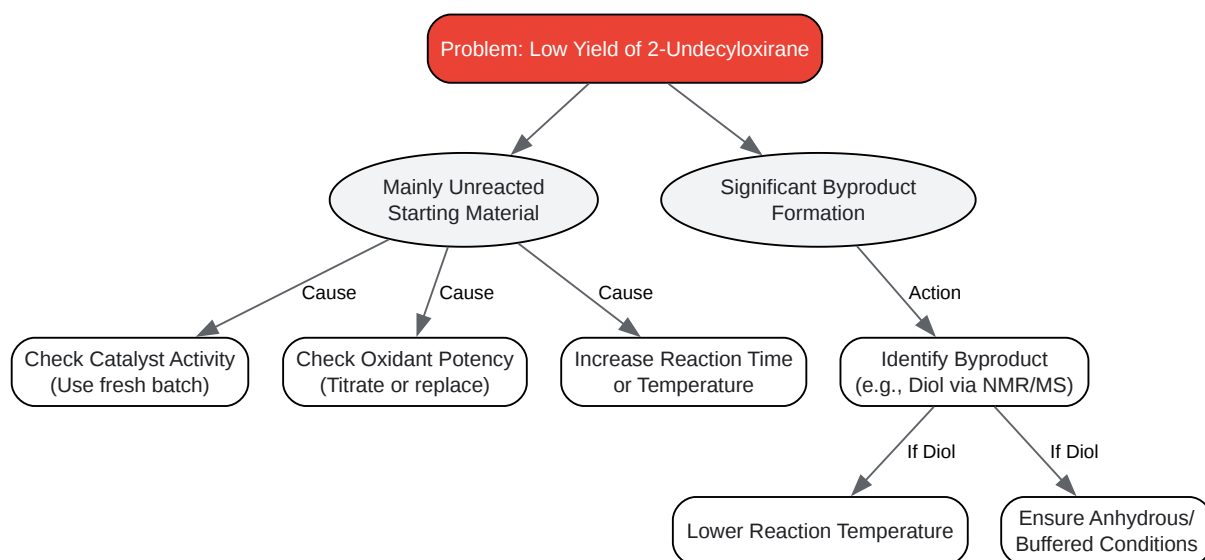 Problem: Low Yield of 2-Undecyloxirane
Mainly Unreacted
Starting Material
Significant Byproduct
Formation
Cause
Cause
Cause
Action
Check Catalyst Activity
(Use fresh batch)
Check Oxidant Potency
(Titrate or replace)
Increase Reaction Time
or Temperature
Identify Byproduct
(e.g., Diol via NMR/MS)
If Diol
If Diol
Lower Reaction Temperature
Ensure Anhydrous/
Buffered Conditions